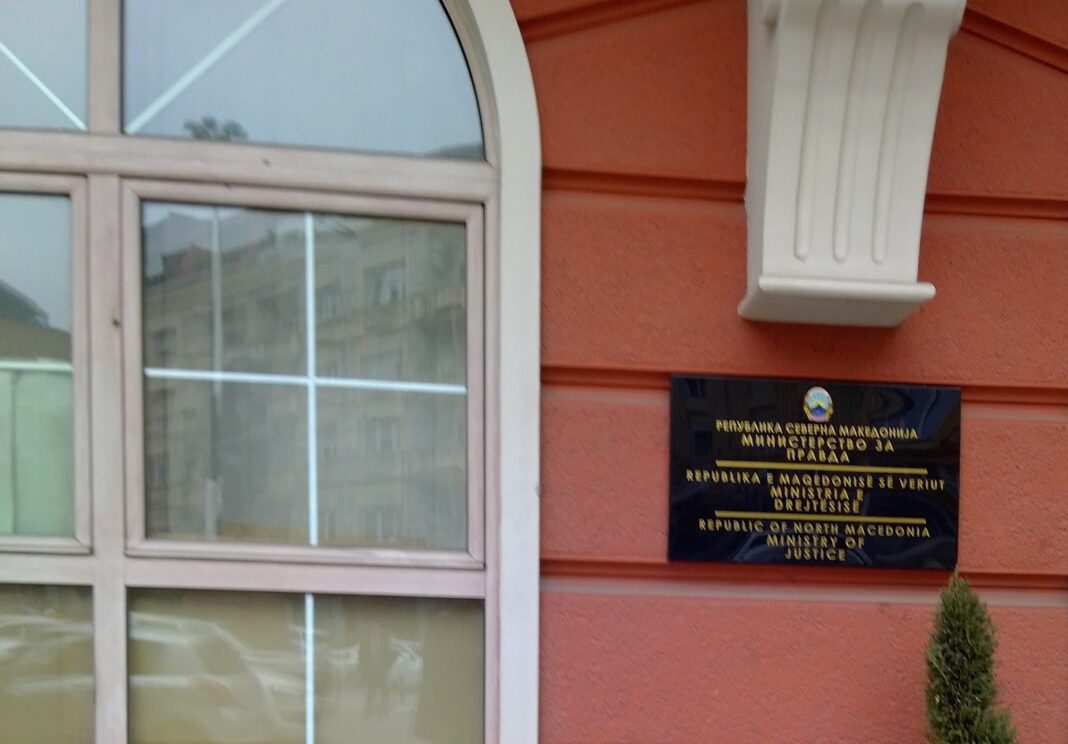 РЕПУБЛИКА СЕВЕРНА МАКЕДОНИЈА
МИНИСТЕРСТВО ЗА
ПРАВДА
REPUBLIKA E MAQEDONISË SË VERIUT
MINISTRIA E
DREJTËSISË
REPUBLIC OF NORTH MACEDONIA
MINISTRY OF
JUSTICE